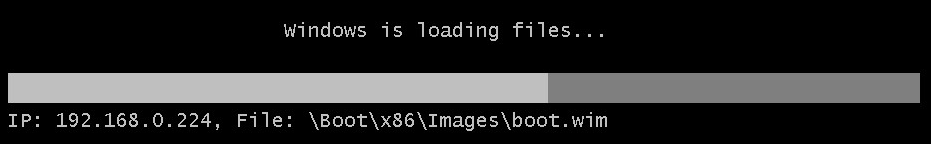 Windows is loading files...
IP: 192.168.0.224, File: \Boot\x86\Images\boot.wim